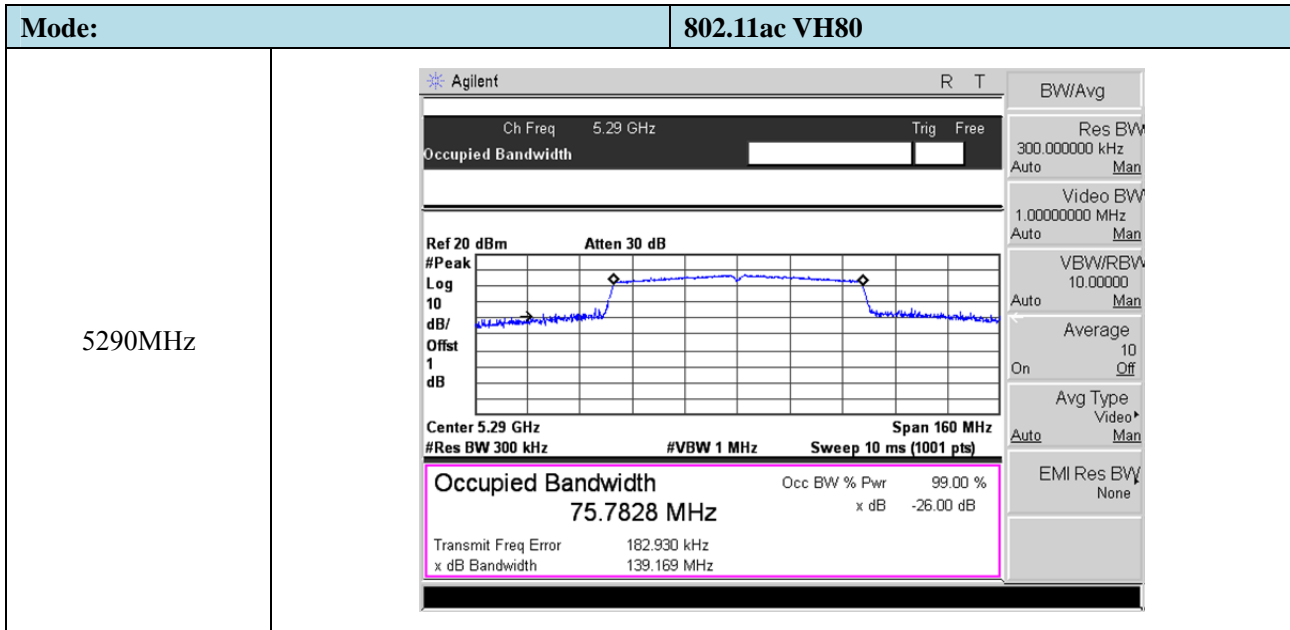 Mode: 802.11ac VH80
5290MHz
Agilent R T
Ch Freq 5.29 GHz Trig Free
Occupied Bandwidth
Ref 20 dBm Atten 30 dB
#Peak
Log
10
dB/
Offst
1
dB
Center 5.29 GHz Span 160 MHz
#Res BW 300 kHz #VBW 1 MHz Sweep 10 ms (1001 pts)
Occupied Bandwidth Occ BW % Pwr 99.00 %
75.7828 MHz x dB -26.00 dB
Transmit Freq Error 182.930 kHz
x dB Bandwidth 139.169 MHz
BW/Avg
Res BW
300.000000 kHz
Auto Man
Video BW
1.00000000 MHz
Auto Man
VBW/RBW
10.00000
Auto Man
Average
10
On Off
Avg Type
Video
Auto Man
EMI Res BW
None